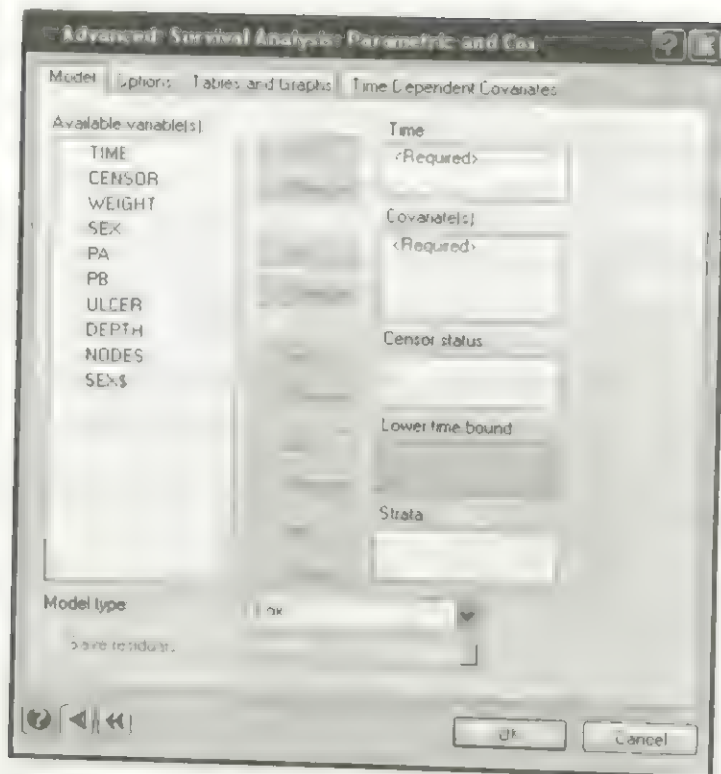 Advanced: Survival Analysis: Parametric and Cox
Model Options Tables and Graphs Time Dependent Covariates
Available variable(s)
TIME
CENSOR
WEIGHT
SEX
PA
PB
ULCER
DEPTH
NODES
SEX$
Time
<Required>
Covariate(s)
<Required>
Censor status
Lower time bound
Strata
Model type
Cox
Save residuals
OK
Cancel